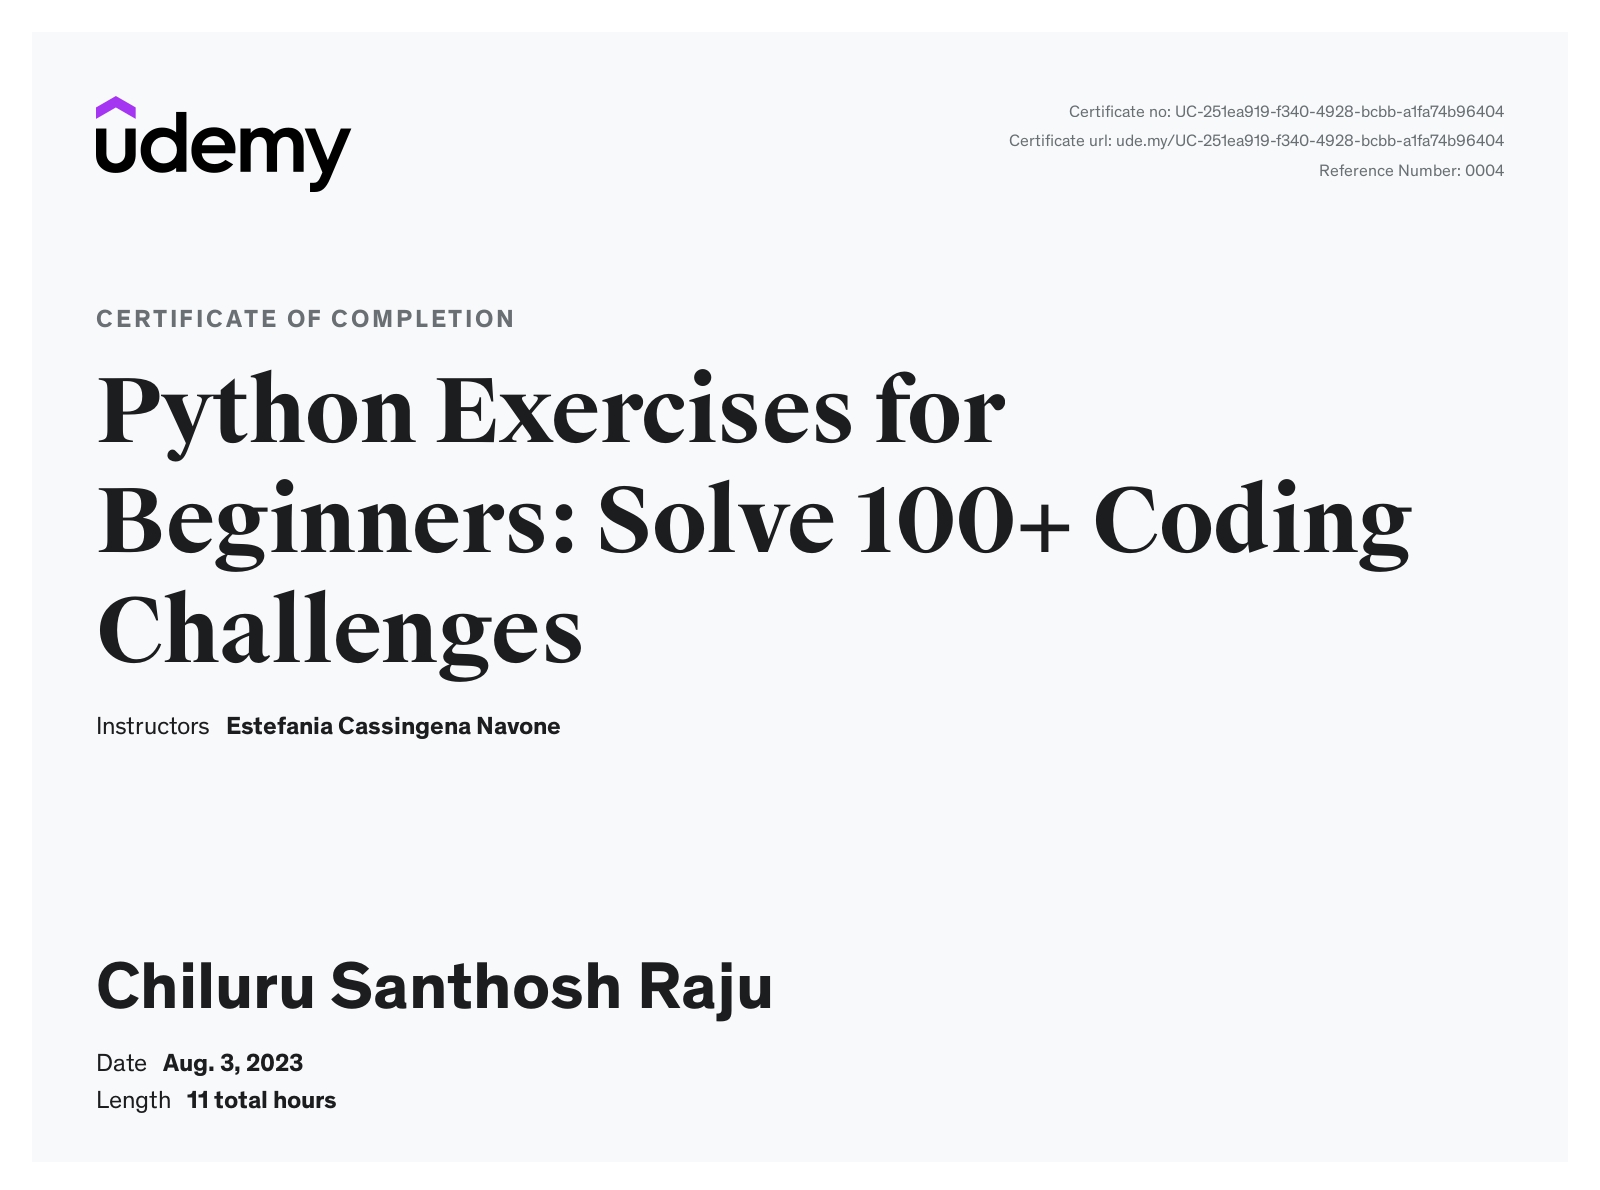 udemy
Certificate no: UC-251ea919-f340-4928-bcbb-a1fa74b96404
Certificate url: ude.my/UC-251ea919-f340-4928-bcbb-a1fa74b96404
Reference Number: 0004
CERTIFICATE OF COMPLETION
Python Exercises for
Beginners: Solve 100+ Coding
Challenges
Instructors Estefania Cassingena Navone
Chiluru Santhosh Raju
Date Aug. 3, 2023
Length 11 total hours